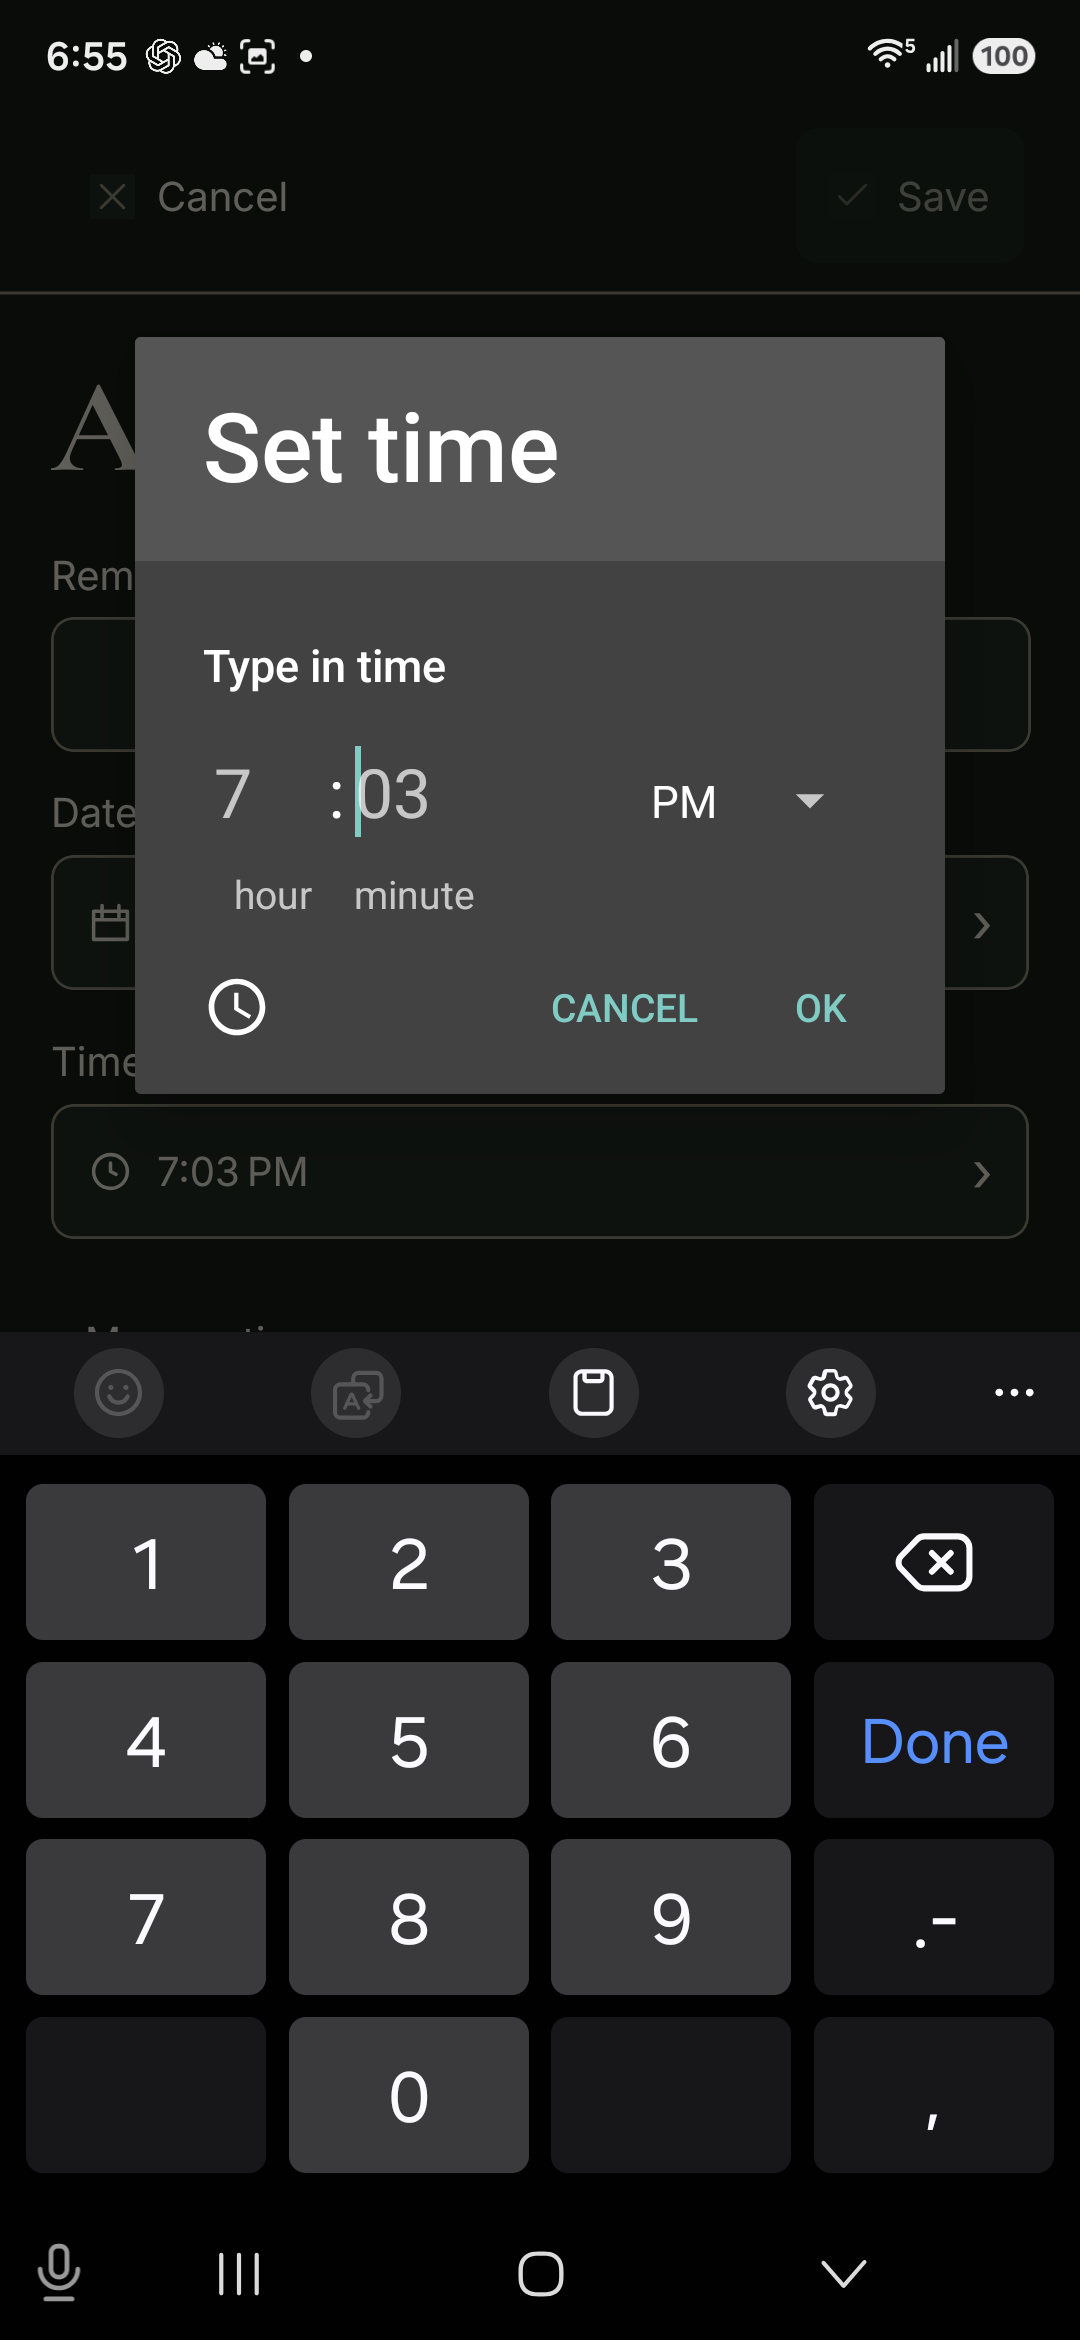 6:55 5 100
Cancel Save
A
Set time
Rem
Type in time
7 : 03 PM
Date
hour minute
CANCEL OK
Time
7:03 PM
1 2 3
4 5 6 Done
7 8 9 .-
0 ,